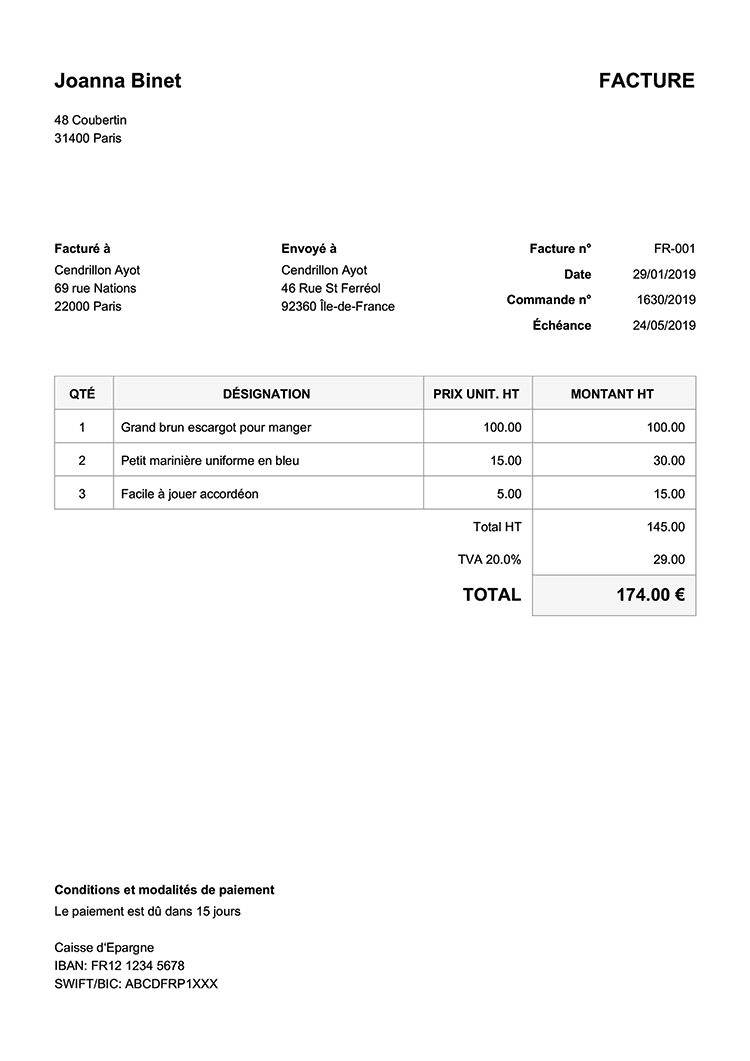 Joanna Binet
FACTURE
48 Coubertin
31400 Paris
Facturé à
Cendrillon Ayot
69 rue Nations
22000 Paris
Envoyé à
Cendrillon Ayot
46 Rue St Ferréol
92360 Île-de-France
Facture n° FR-001
Date 29/01/2019
Commande n° 1630/2019
Échéance 24/05/2019
QTÉ DÉSIGNATION PRIX UNIT. HT MONTANT HT
1 Grand brun escargot pour manger 100.00 100.00
2 Petit marinière uniforme en bleu 15.00 30.00
3 Facile à jouer accordéon 5.00 15.00
Total HT 145.00
TVA 20.0% 29.00
TOTAL 174.00 €
Conditions et modalités de paiement
Le paiement est dû dans 15 jours
Caisse d'Epargne
IBAN: FR12 1234 5678
SWIFT/BIC: ABCDFRP1XXX